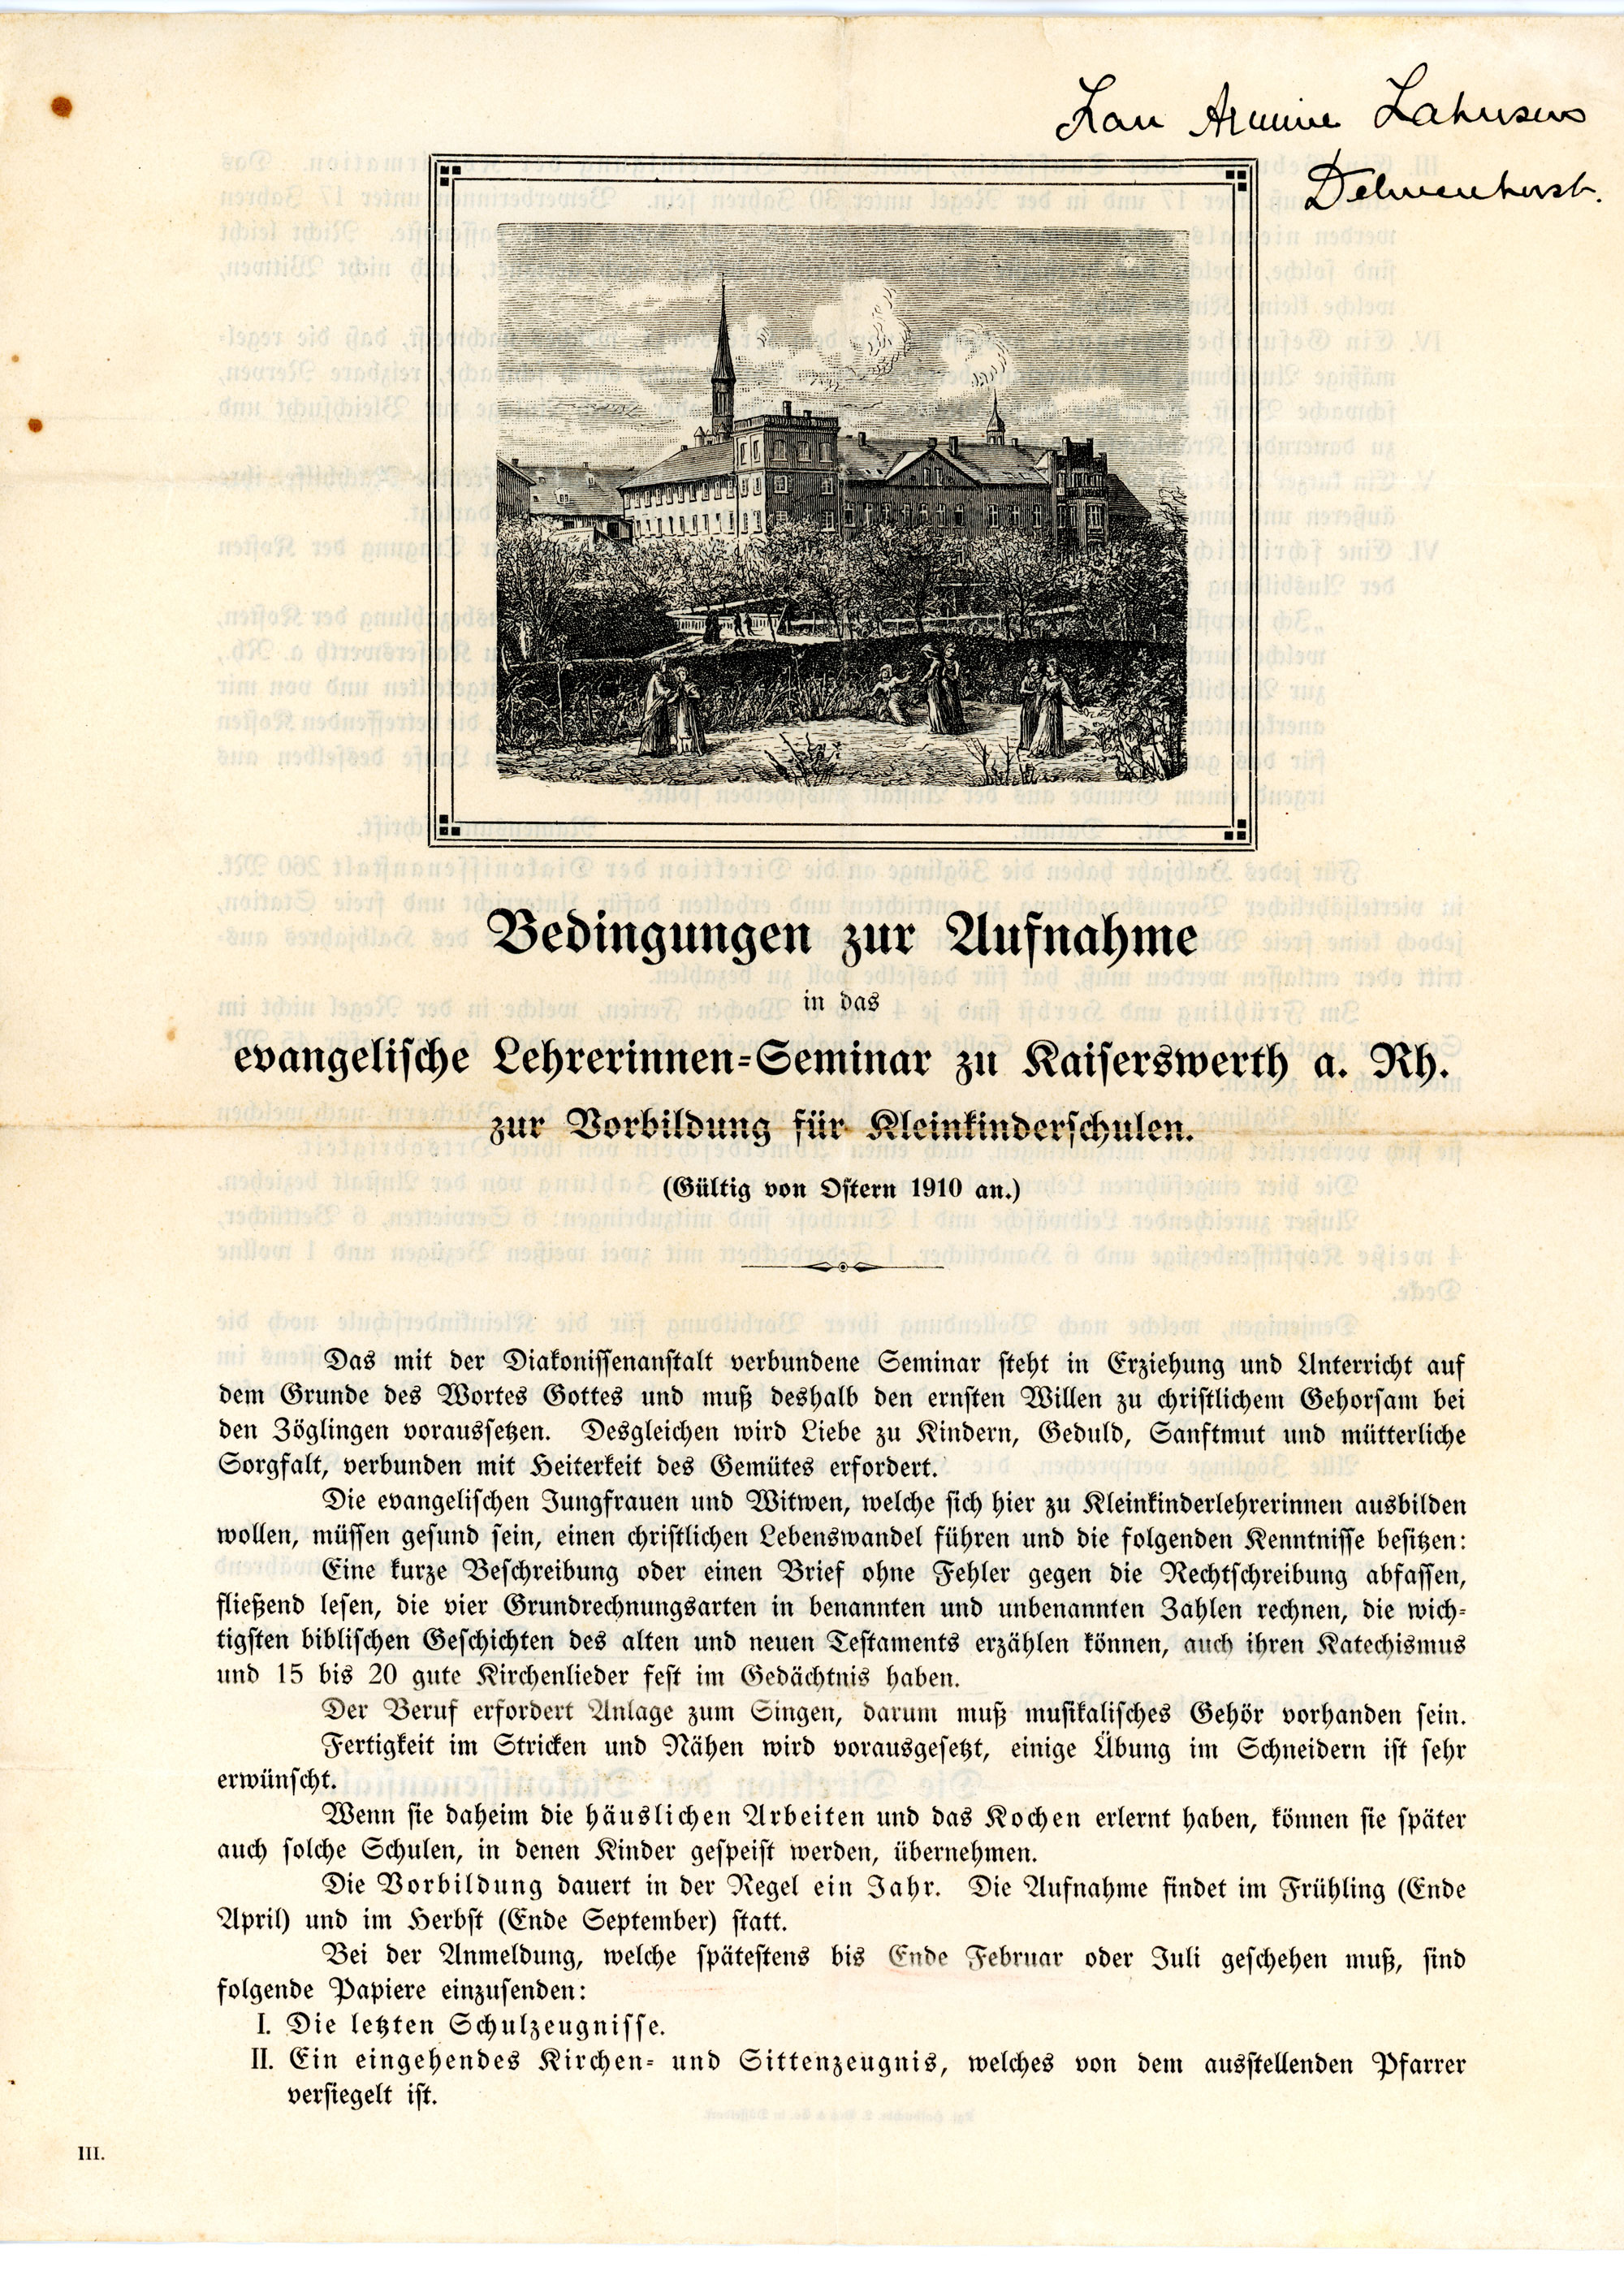 Armine Lahusen
Delmenhorst.
Bedingungen zur Aufnahme
in das
evangelische Lehrerinnen-Seminar zu Kaiserswerth a. Rh.
zur Vorbildung für Kleinkinderschulen.
(Gültig von Ostern 1910 an.)
Das mit der Diakonissenanstalt verbundene Seminar steht in Erziehung und Unterricht auf
dem Grunde des Wortes Gottes und muß deshalb den ernsten Willen zu christlichem Gehorsam bei
den Zöglingen voraussetzen. Desgleichen wird Liebe zu Kindern, Geduld, Sanftmut und mütterliche
Sorgfalt, verbunden mit Heiterkeit des Gemütes erfordert.
Die evangelischen Jungfrauen und Witwen, welche sich hier zu Kleinkinderlehrerinnen ausbilden
wollen, müssen gesund sein, einen christlichen Lebenswandel führen und die folgenden Kenntnisse besitzen:
Eine kurze Beschreibung oder einen Brief ohne Fehler gegen die Rechtschreibung abfassen,
fließend lesen, die vier Grundrechnungsarten in benannten und unbenannten Zahlen rechnen, die wich-
tigsten biblischen Geschichten des alten und neuen Testaments erzählen können, auch ihren Katechismus
und 15 bis 20 gute Kirchenlieder fest im Gedächtnis haben.
Der Beruf erfordert Anlage zum Singen, darum muß musikalisches Gehör vorhanden sein.
Fertigkeit im Stricken und Nähen wird vorausgesetzt, einige Übung im Schneidern ist sehr
erwünscht.
Wenn sie daheim die häuslichen Arbeiten und das Kochen erlernt haben, können sie später
auch solche Schulen, in denen Kinder gespeist werden, übernehmen.
Die Vorbildung dauert in der Regel ein Jahr. Die Aufnahme findet im Frühling (Ende
April) und im Herbst (Ende September) statt.
Bei der Anmeldung, welche spätestens bis Ende Februar oder Juli geschehen muß, sind
folgende Papiere einzusenden:
I. Die letzten Schulzeugnisse.
II. Ein eingehendes Kirchen- und Sittenzeugnis, welches von dem ausstellenden Pfarrer
versiegelt ist.
III.